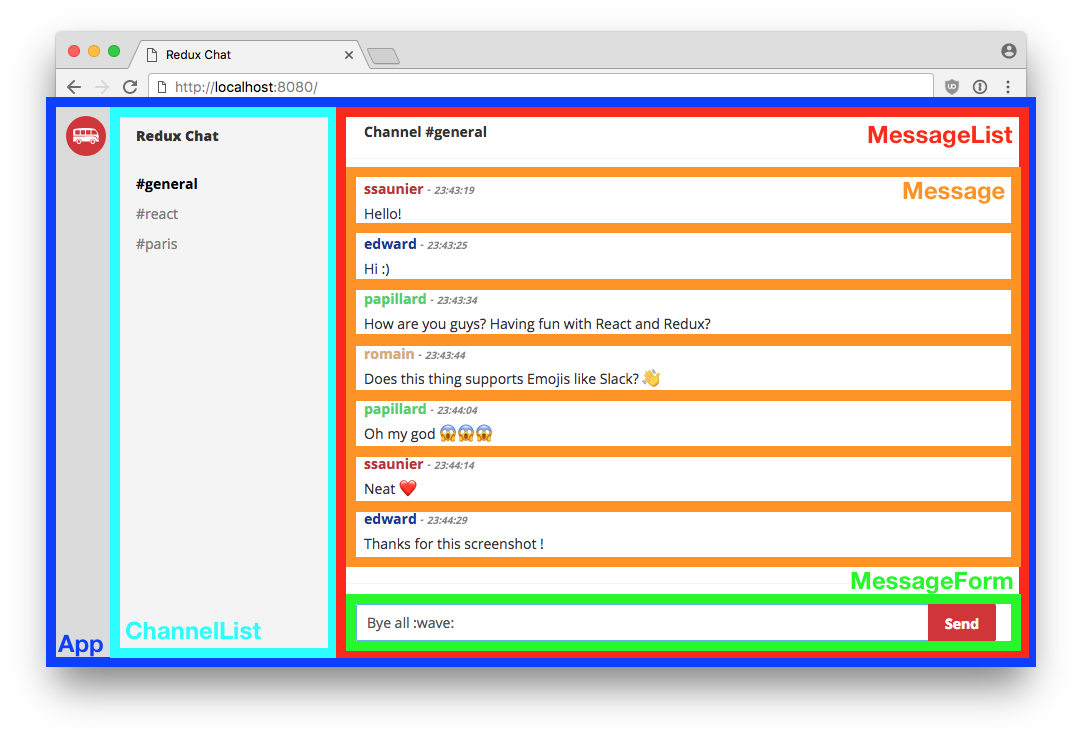 Redux Chat
http://localhost:8080/
Redux Chat
#general
#react
#paris
ChannelList
App
Channel #general
MessageList
Message
ssaunier - 23:43:19
Hello!
edward - 23:43:25
Hi :)
papillard - 23:43:34
How are you guys? Having fun with React and Redux?
romain - 23:43:44
Does this thing supports Emojis like Slack? 👋
papillard - 23:44:04
Oh my god 😱😱😱
ssaunier - 23:44:14
Neat ❤️
edward - 23:44:29
Thanks for this screenshot !
MessageForm
Bye all :wave:
Send